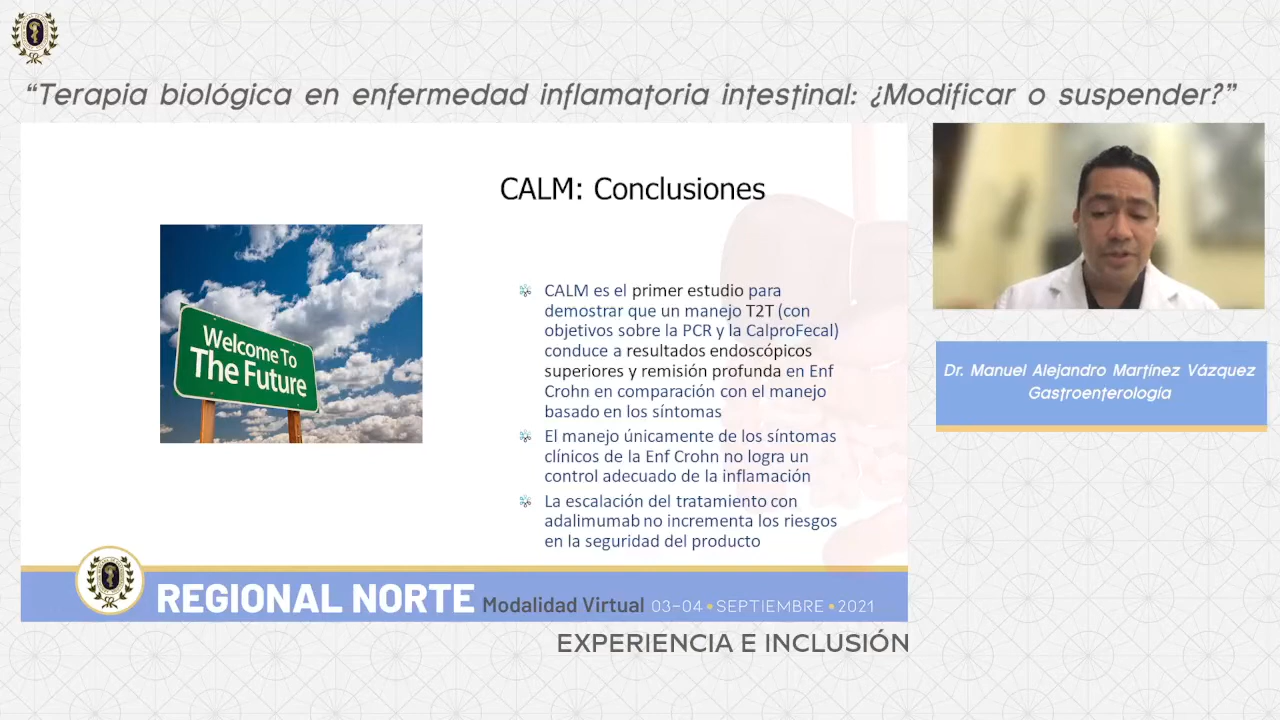 “Terapia biológica en enfermedad inflamatoria intestinal: ¿Modificar o suspender?”
CALM: Conclusiones
Welcome To
The Future
CALM es el primer estudio para
demostrar que un manejo T2T (con
objetivos sobre la PCR y la CalproFecal)
conduce a resultados endoscópicos
superiores y remisión profunda en Enf
Crohn en comparación con el manejo
basado en los síntomas
El manejo únicamente de los síntomas
clínicos de la Enf Crohn no logra un
control adecuado de la inflamación
La escalación del tratamiento con
adalimumab no incrementa los riesgos
en la seguridad del producto
Dr. Manuel Alejandro Martínez Vázquez
Gastroenterología
REGIONAL NORTE Modalidad Virtual 03-04•SEPTIEMBRE•2021
EXPERIENCIA E INCLUSIÓN